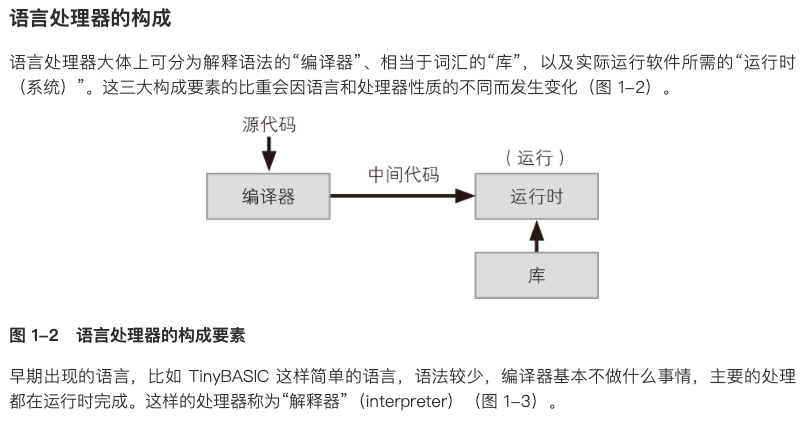 语言处理器的构成
语言处理器大体上可分为解释语法的“编译器”、相当于词汇的“库”，以及实际运行软件所需的“运行时
（系统）”。这三大构成要素的比重会因语言和处理器性质的不同而发生变化（图 1–2）。
源代码
（运行）
中间代码
编译器
运行时
库
图 1–2　语言处理器的构成要素
早期出现的语言，比如 TinyBASIC 这样简单的语言，语法较少，编译器基本不做什么事情，主要的处理
都在运行时完成。这样的处理器称为“解释器”（interpreter）（图 1–3）。